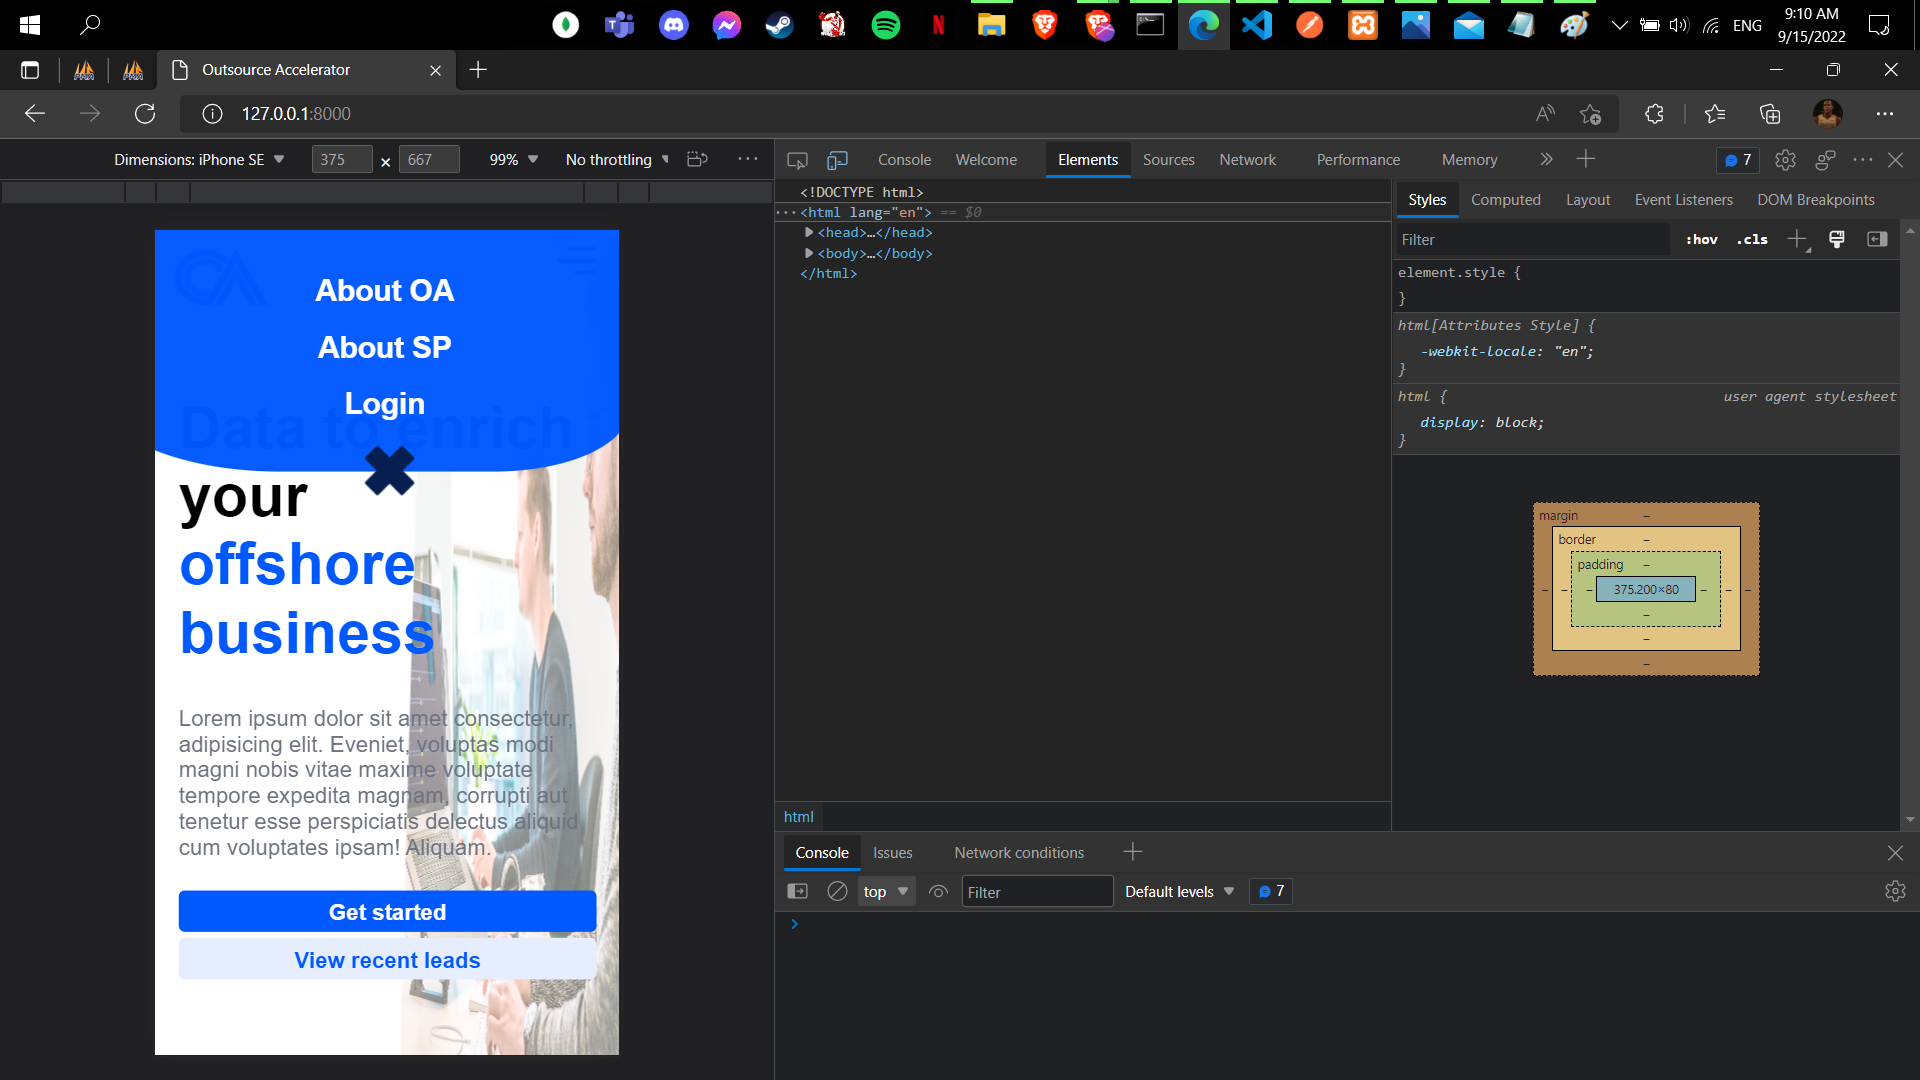 ENG
9:10 AM
9/15/2022
Outsource Accelerator
127.0.0.1:8000
Dimensions: iPhone SE
375
×
667
99%
No throttling
Console
Welcome
Elements
Sources
Network
Performance
Memory
7
<!DOCTYPE html>
<html lang="en"> == $0
<head>…</head>
<body>…</body>
</html>
html
Styles
Computed
Layout
Event Listeners
DOM Breakpoints
Filter
:hov
.cls
element.style {
}
html[Attributes Style] {
-webkit-locale: "en";
}
html {
user agent stylesheet
display: block;
}
margin
border
padding
375.200×80
About OA
About SP
Login
Data to enrich
your
offshore
business
Lorem ipsum dolor sit amet consectetur,
adipisicing elit. Eveniet, voluptas modi
magni nobis vitae maxime voluptate
tempore expedita magnam, corrupti aut
tenetur esse perspiciatis delectus aliquid
cum voluptates ipsam! Aliquam.
Get started
View recent leads
Console
Issues
Network conditions
top
Filter
Default levels
7